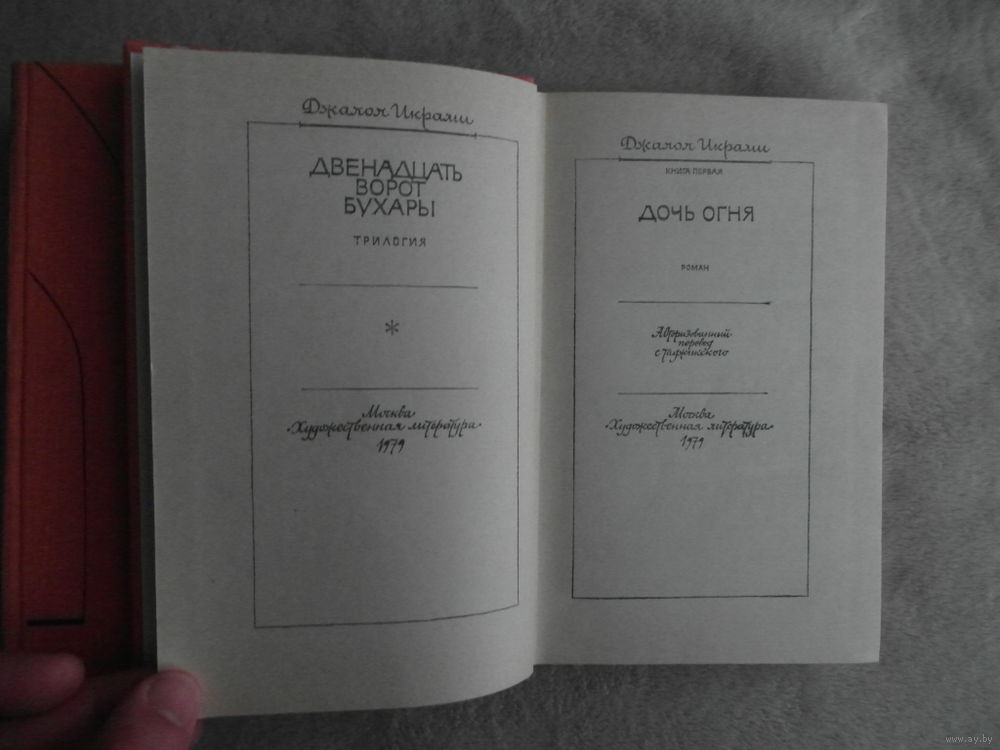 Джалол Икрами
ДВЕНАДЦАТЬ
ВОРОТ
БУХАРЫ
ТРИЛОГИЯ
*
Москва
«Художественная литература»
1979
Джалол Икрами
КНИГА ПЕРВАЯ
ДОЧЬ ОГНЯ
РОМАН
Авторизованный
перевод
с таджикского
Москва
«Художественная литература»
1979
www.ay.by